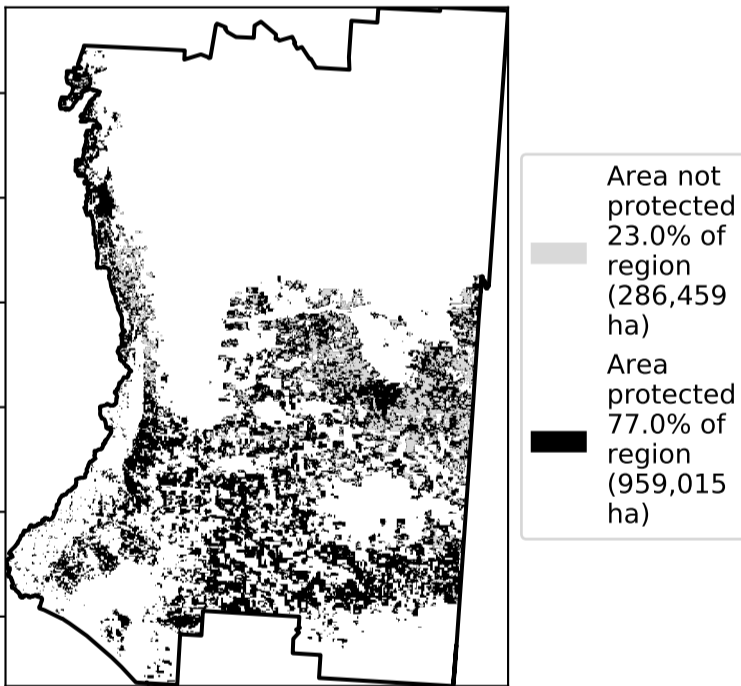 Area not
protected
23.0% of
region
(286,459
ha)
Area
protected
77.0% of
region
(959,015
ha)